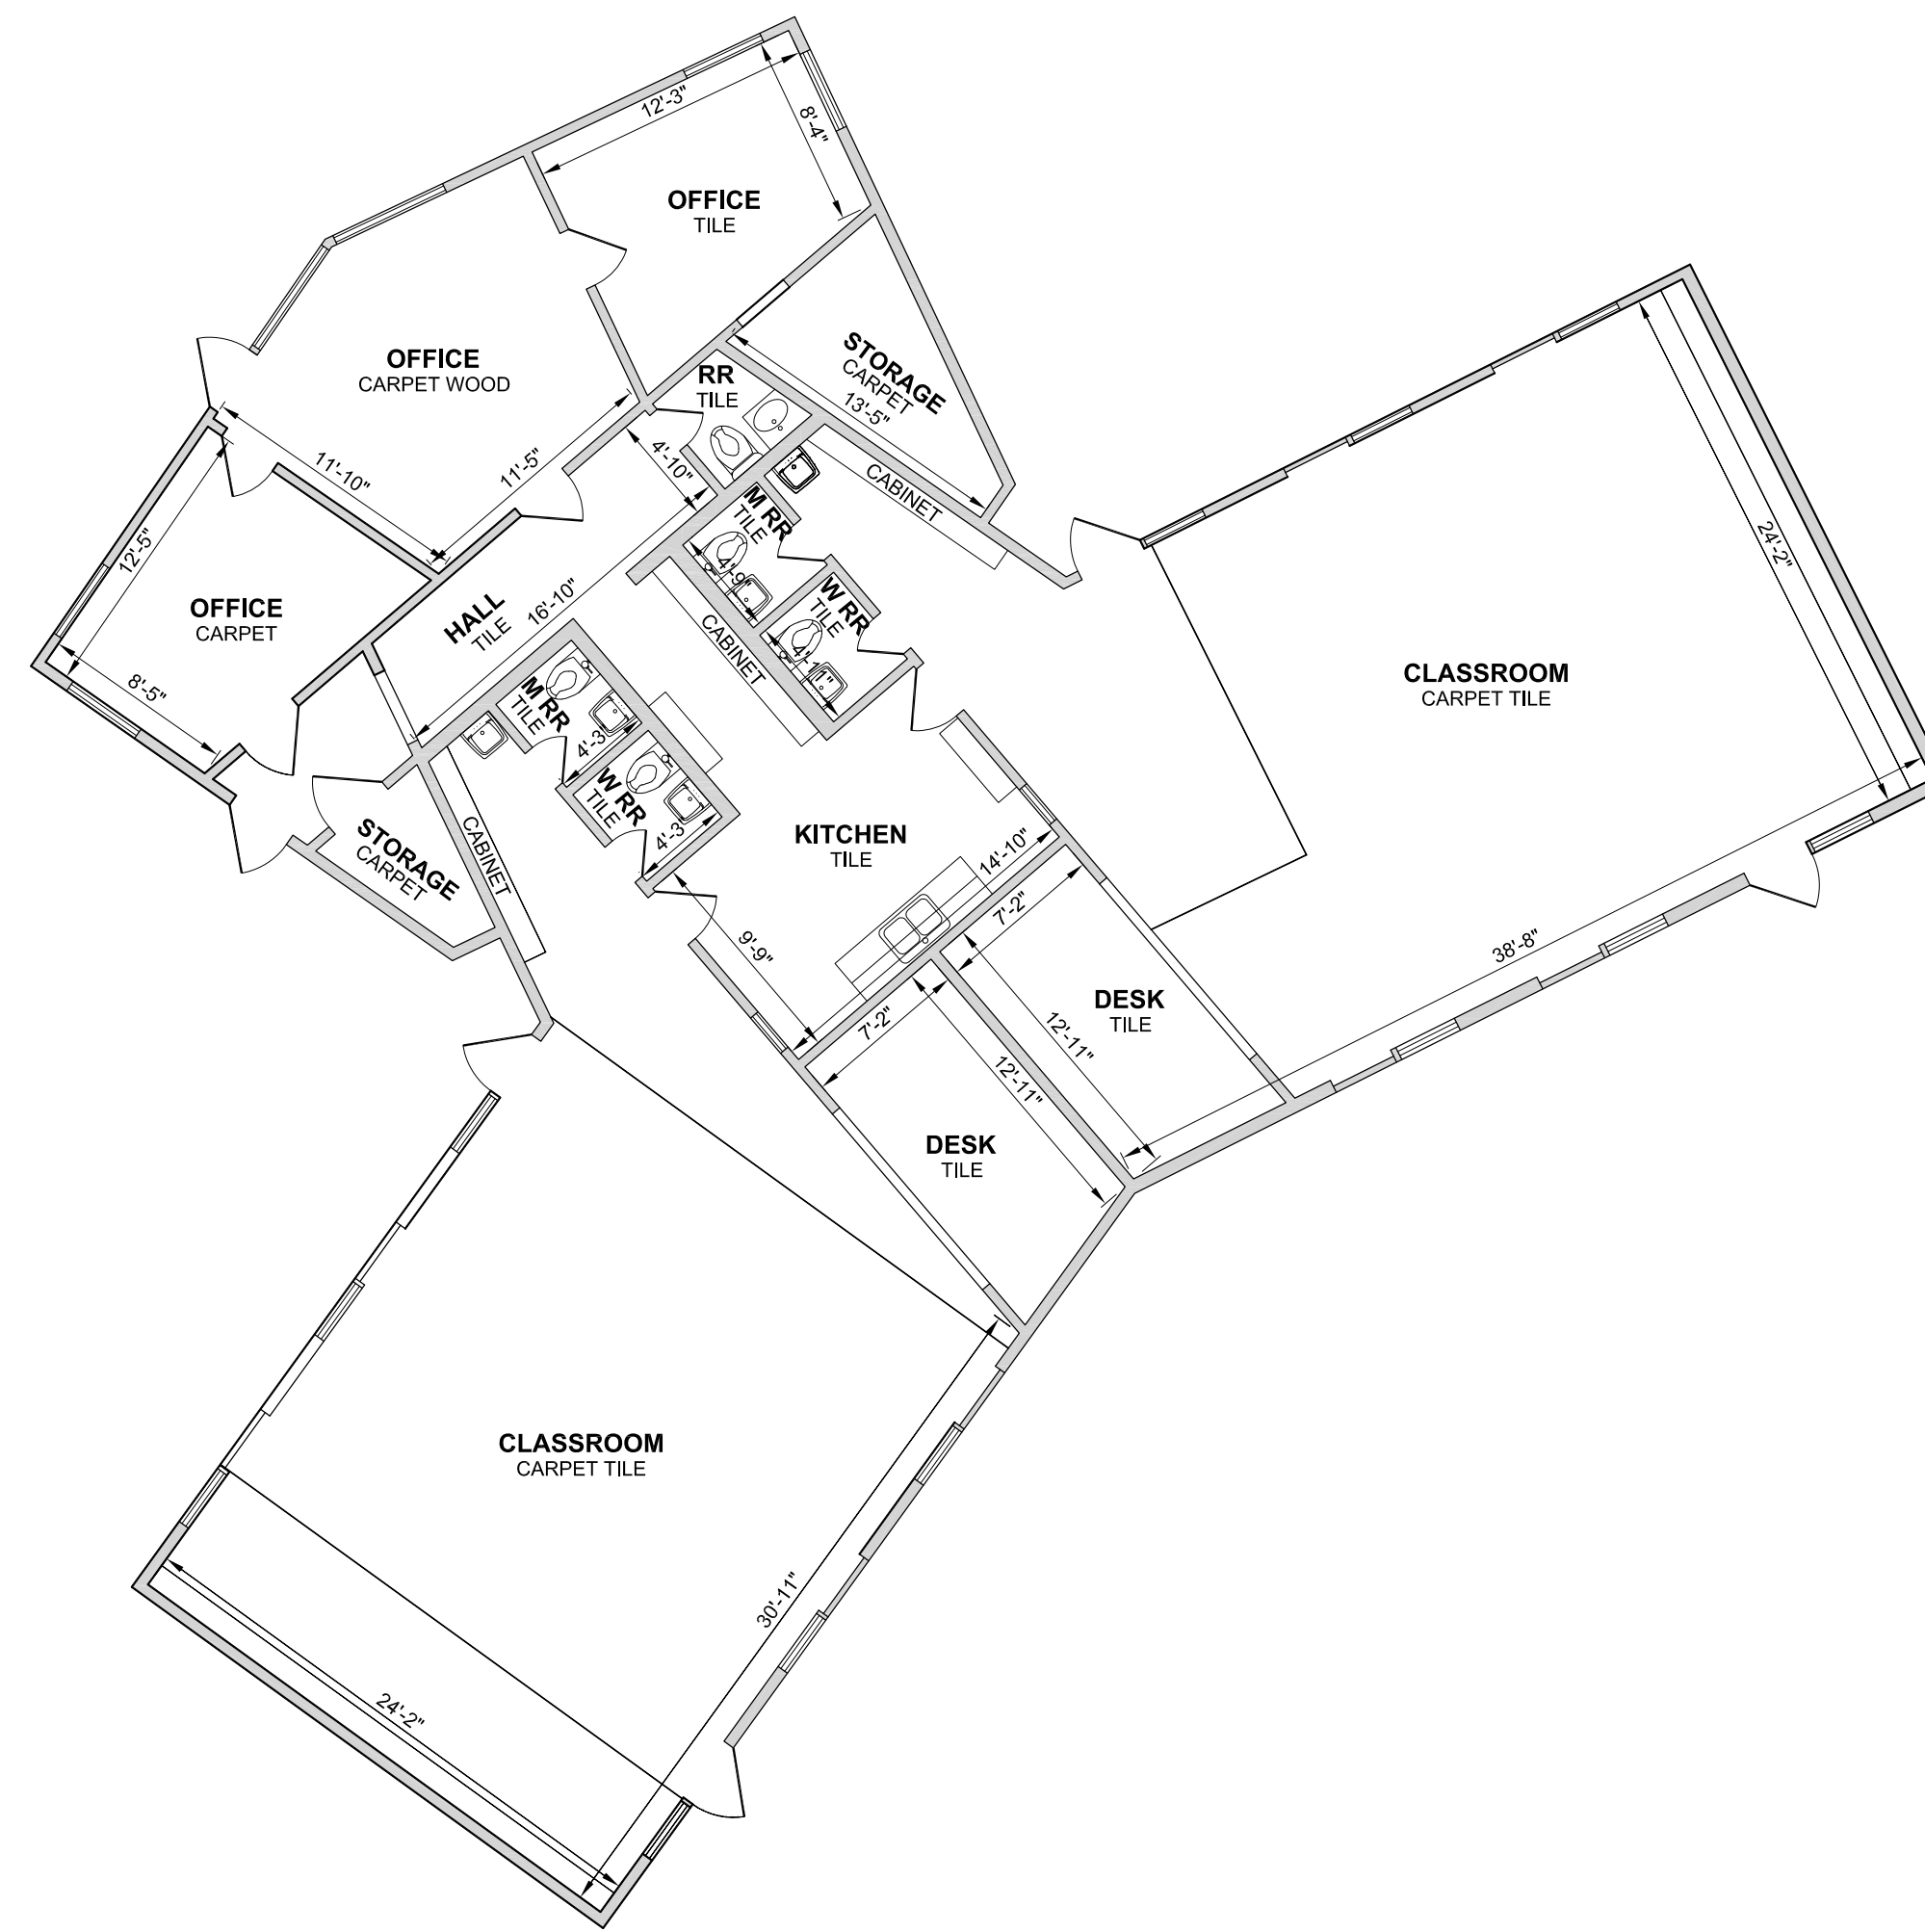 12'-3"
8'-4"
OFFICE
TILE
OFFICE
CARPET WOOD
RR
TILE
STORAGE
CARPET
13'-5"
11'-10"
11'-5"
4'-10"
CABINET
12'-5"
OFFICE
CARPET
8'-5"
HALL
TILE
16'-10"
M RR
TILE
4'-9"
W RR
TILE
4'-1"
CABINET
24'-2"
CLASSROOM
CARPET TILE
38'-8"
M RR
TILE
4'-3
W RR
TILE
4'-3
STORAGE
CARPET
CABINET
KITCHEN
TILE
14'-10"
9'-9"
7'-2"
DESK
TILE
12'-11"
7'-2"
12'-11"
DESK
TILE
CLASSROOM
CARPET TILE
30'-11"
24'-2"